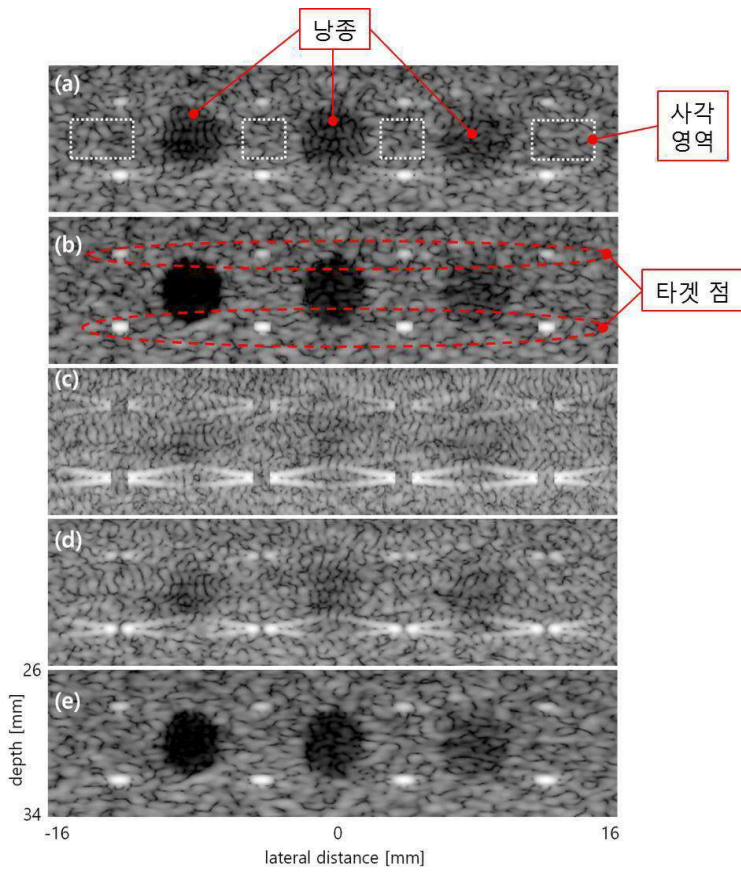 낭종
(a)
사각
영역
(b)
타겟 점
(c)
(d)
26
(e)
depth [mm]
34
-16
0
16
lateral distance [mm]